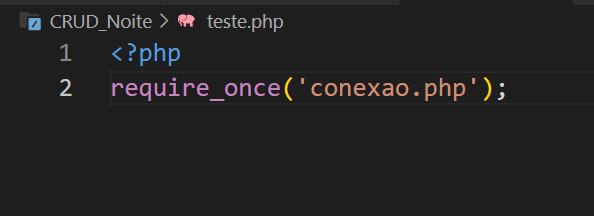 CRUD_Noite > teste.php
1 <?php
2 require_once('conexao.php');